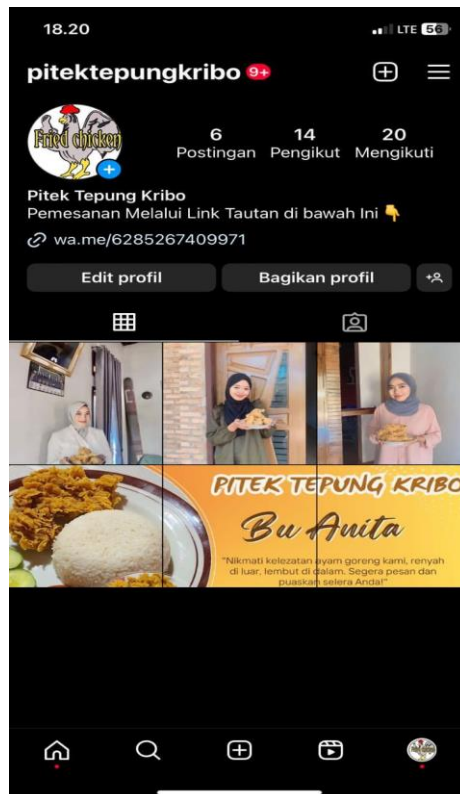 18.20
LTE 56
pitektepungkribo 9+
Fried chicken
6 14 20
Postingan Pengikut Mengikuti
Pitek Tepung Kribo
Pemesanan Melalui Link Tautan di bawah Ini 👇
wa.me/6285267409971
Edit profil
Bagikan profil
PITEK TEPUNG KRIBO
Bu Anita
"Nikmati kelezatan ayam goreng kami, renyah
di luar, lembut di dalam. Segera pesan dan
puaskan selera Anda!"